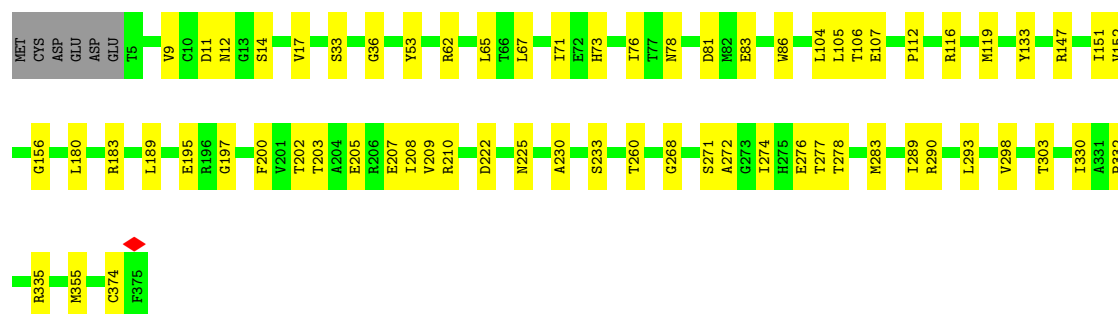 MET CYS ASP GLU ASP GLU T5 V9 C10 D11 N12 G13 S14 V17 S33 G36 Y53 R62 L65 T66 L67 I71 E72 H73 I76 T77 N78 D81 M82 E83 W86 L104 L105 T106 E107 P112 R116 M119 Y133 R147 I151 V152
G156 L180 R183 L189 E195 R196 G197 F200 V201 T202 T203 A204 E205 R206 E207 I208 V209 R210 D222 N225 A230 S233 T260 G268 S271 A272 G273 I274 H275 E276 T277 T278 M283 I289 R290 L293 V298 T303 I330 A331
R335 M355 C374 F375